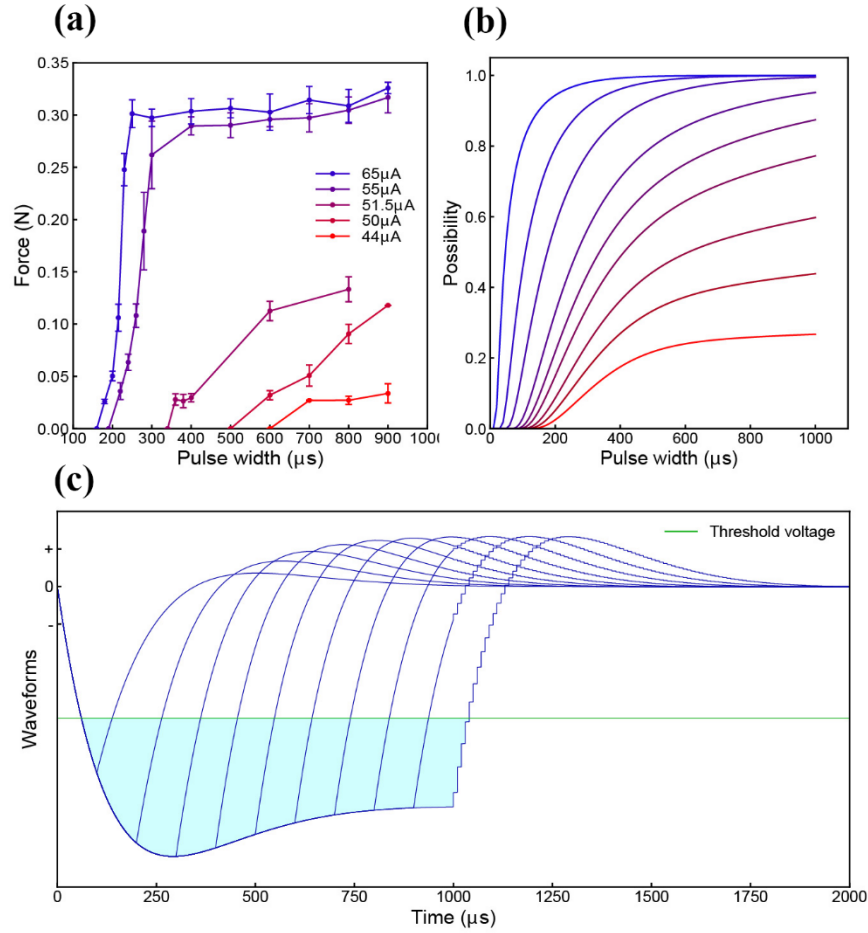 (a)
0.35
0.30
0.25
0.20
0.15
0.10
0.05
0.00
Force (N)
65μA
55μA
51.5μA
50μA
44μA
100 200 300 400 500 600 700 800 900 1000
Pulse width (μs)
(b)
1.0
0.8
0.6
0.4
0.2
0.0
Possibility
0 200 400 600 800 1000
Pulse width (μs)
(c)
Threshold voltage
+
0
-
Waveforms
0 250 500 750 1000 1250 1500 1750 2000
Time (μs)